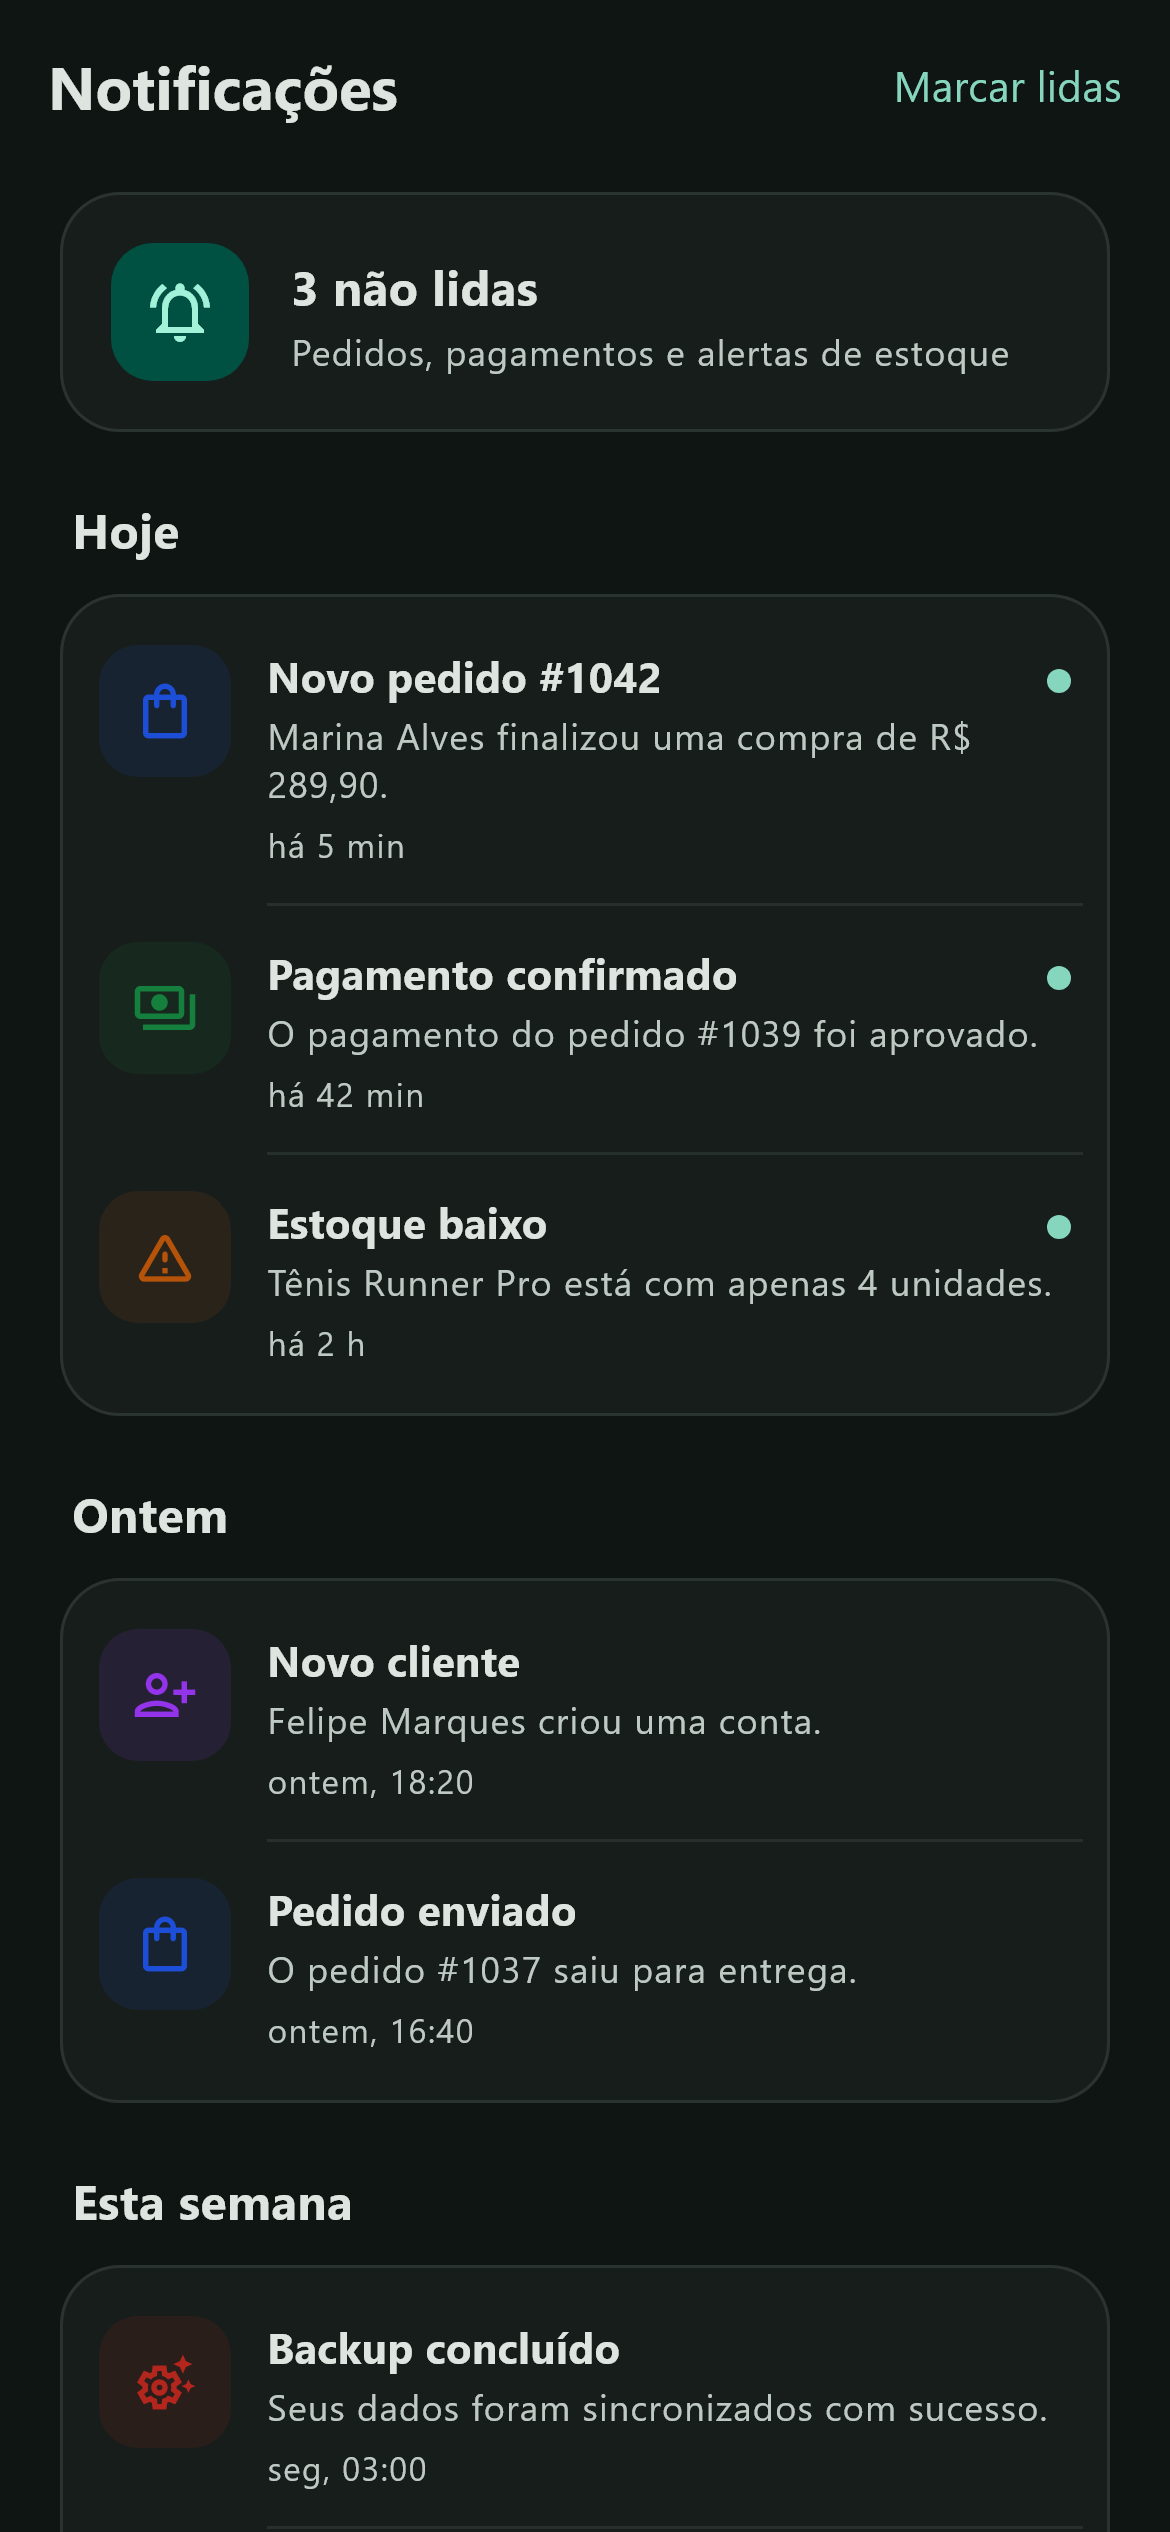 Notificações
Marcar lidas
3 não lidas
Pedidos, pagamentos e alertas de estoque
Hoje
Novo pedido #1042
Marina Alves finalizou uma compra de R$
289,90.
há 5 min
Pagamento confirmado
O pagamento do pedido #1039 foi aprovado.
há 42 min
Estoque baixo
Tênis Runner Pro está com apenas 4 unidades.
há 2 h
Ontem
Novo cliente
Felipe Marques criou uma conta.
ontem, 18:20
Pedido enviado
O pedido #1037 saiu para entrega.
ontem, 16:40
Esta semana
Backup concluído
Seus dados foram sincronizados com sucesso.
seg, 03:00